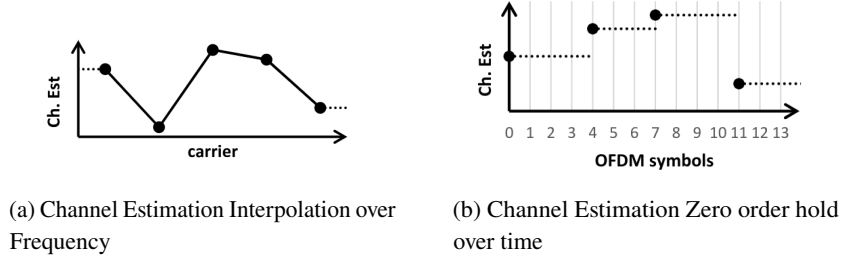 Ch. Est
carrier
Ch. Est
0 1 2 3 4 5 6 7 8 9 10 11 12 13
OFDM symbols
(a) Channel Estimation Interpolation over
Frequency
(b) Channel Estimation Zero order hold
over time